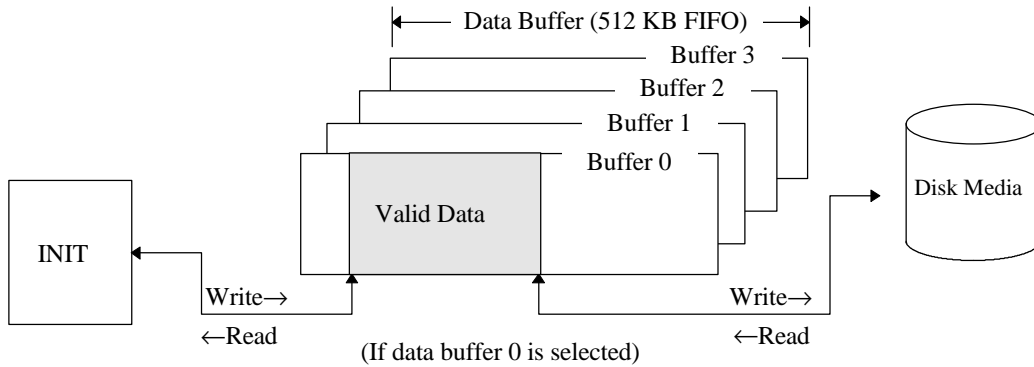 Data Buffer (512 KB FIFO)
Buffer 3
Buffer 2
Buffer 1
Buffer 0
Valid Data
INIT
Disk Media
Write→
←Read
Write→
←Read
(If data buffer 0 is selected)